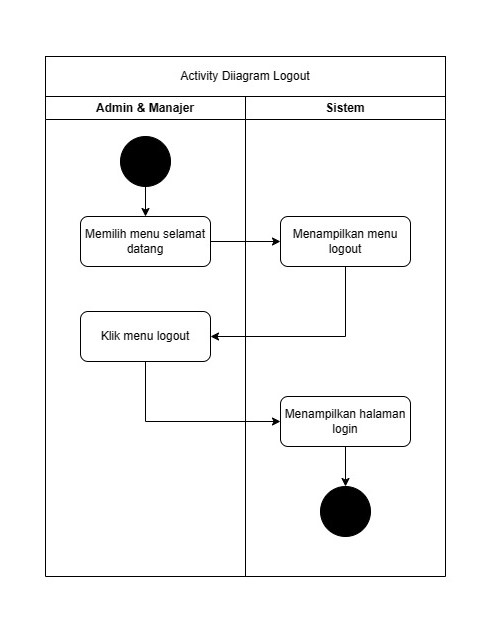 Activity Diiagram Logout
Admin & Manajer
Sistem
Memilih menu selamat
datang
Menampilkan menu
logout
Klik menu logout
Menampilkan halaman
login